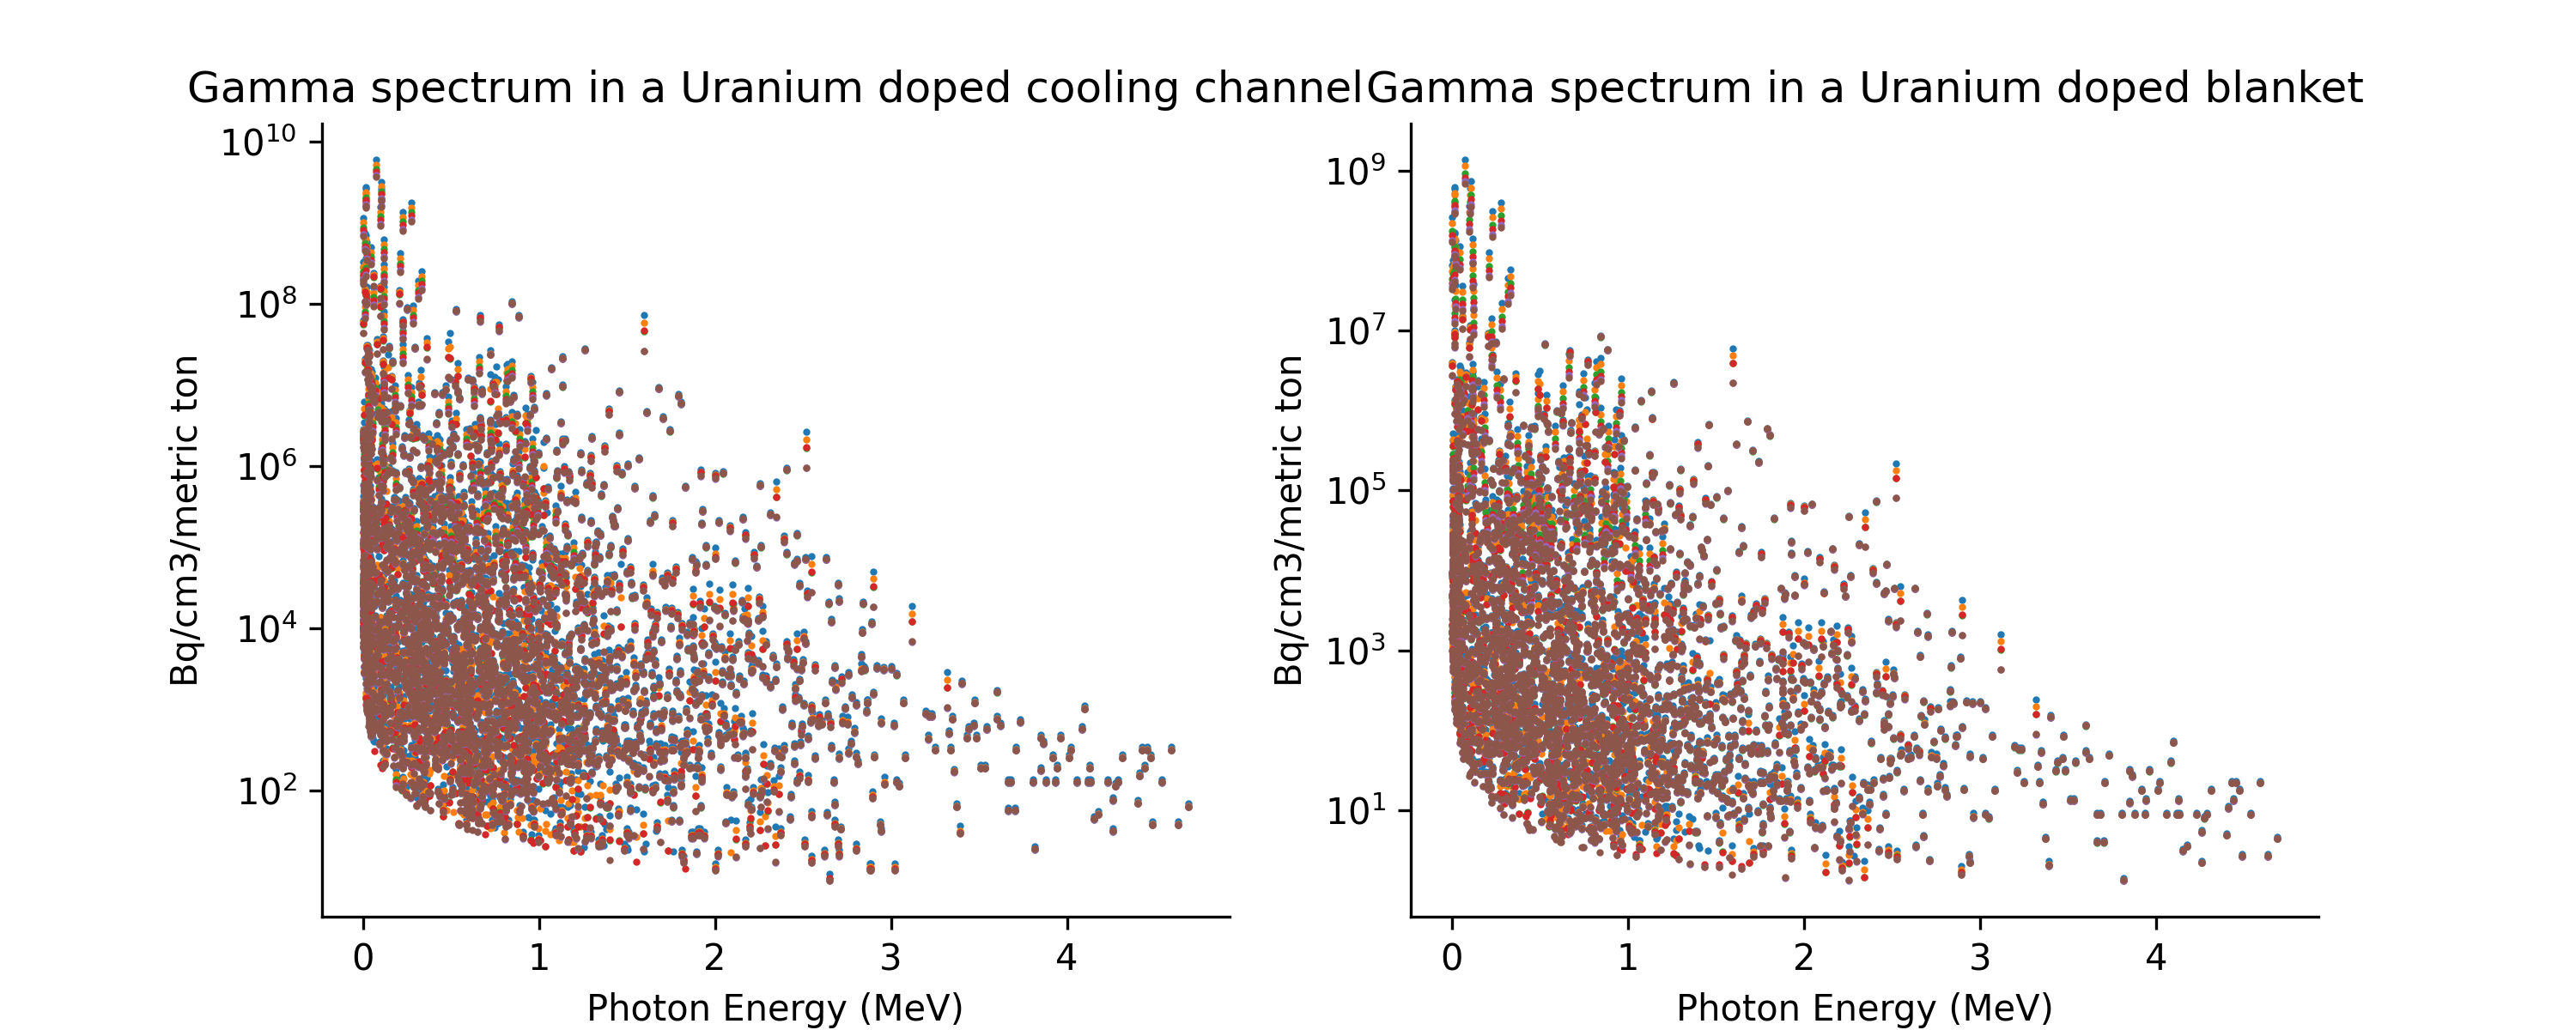 Gamma spectrum in a Uranium doped cooling channel
10^10
10^8
10^6
10^4
10^2
Bq/cm3/metric ton
0 1 2 3 4
Photon Energy (MeV)
Gamma spectrum in a Uranium doped blanket
10^9
10^7
10^5
10^3
10^1
Bq/cm3/metric ton
0 1 2 3 4
Photon Energy (MeV)